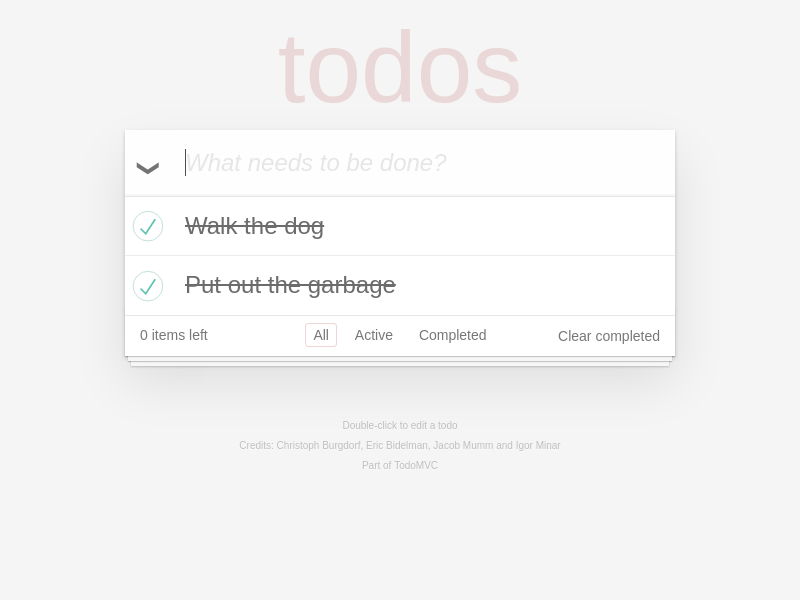 todos
What needs to be done?
Walk the dog
Put out the garbage
0 items left All Active Completed Clear completed
Double-click to edit a todo
Credits: Christoph Burgdorf, Eric Bidelman, Jacob Mumm and Igor Minar
Part of TodoMVC